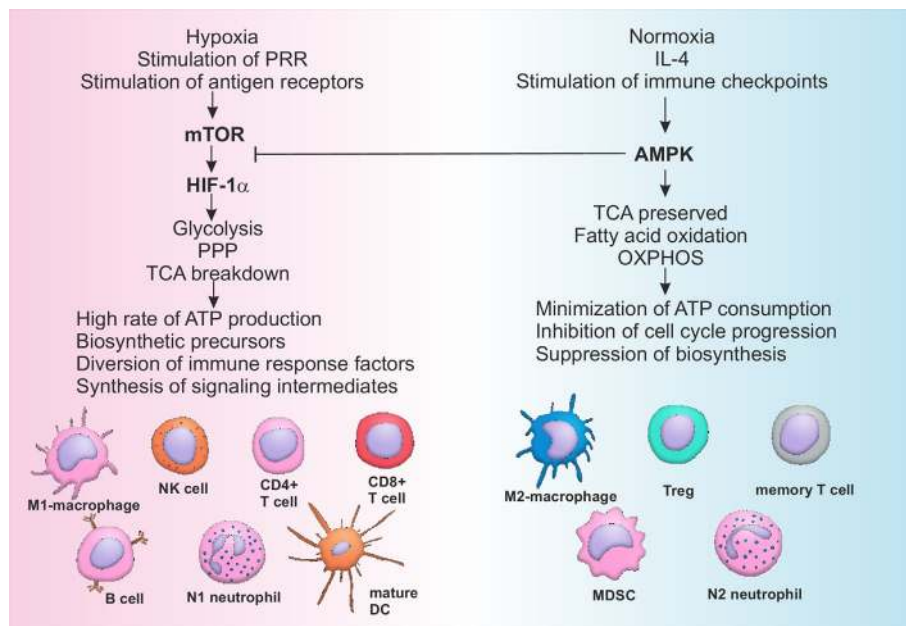 Hypoxia
Stimulation of PRR
Stimulation of antigen receptors
mTOR
HIF-1α
Glycolysis
PPP
TCA breakdown
High rate of ATP production
Biosynthetic precursors
Diversion of immune response factors
Synthesis of signaling intermediates
M1-macrophage
NK cell
CD4+
T cell
CD8+
T cell
B cell
N1 neutrophil
mature
DC
Normoxia
IL-4
Stimulation of immune checkpoints
AMPK
TCA preserved
Fatty acid oxidation
OXPHOS
Minimization of ATP consumption
Inhibition of cell cycle progression
Suppression of biosynthesis
M2-macrophage
Treg
memory T cell
MDSC
N2 neutrophil